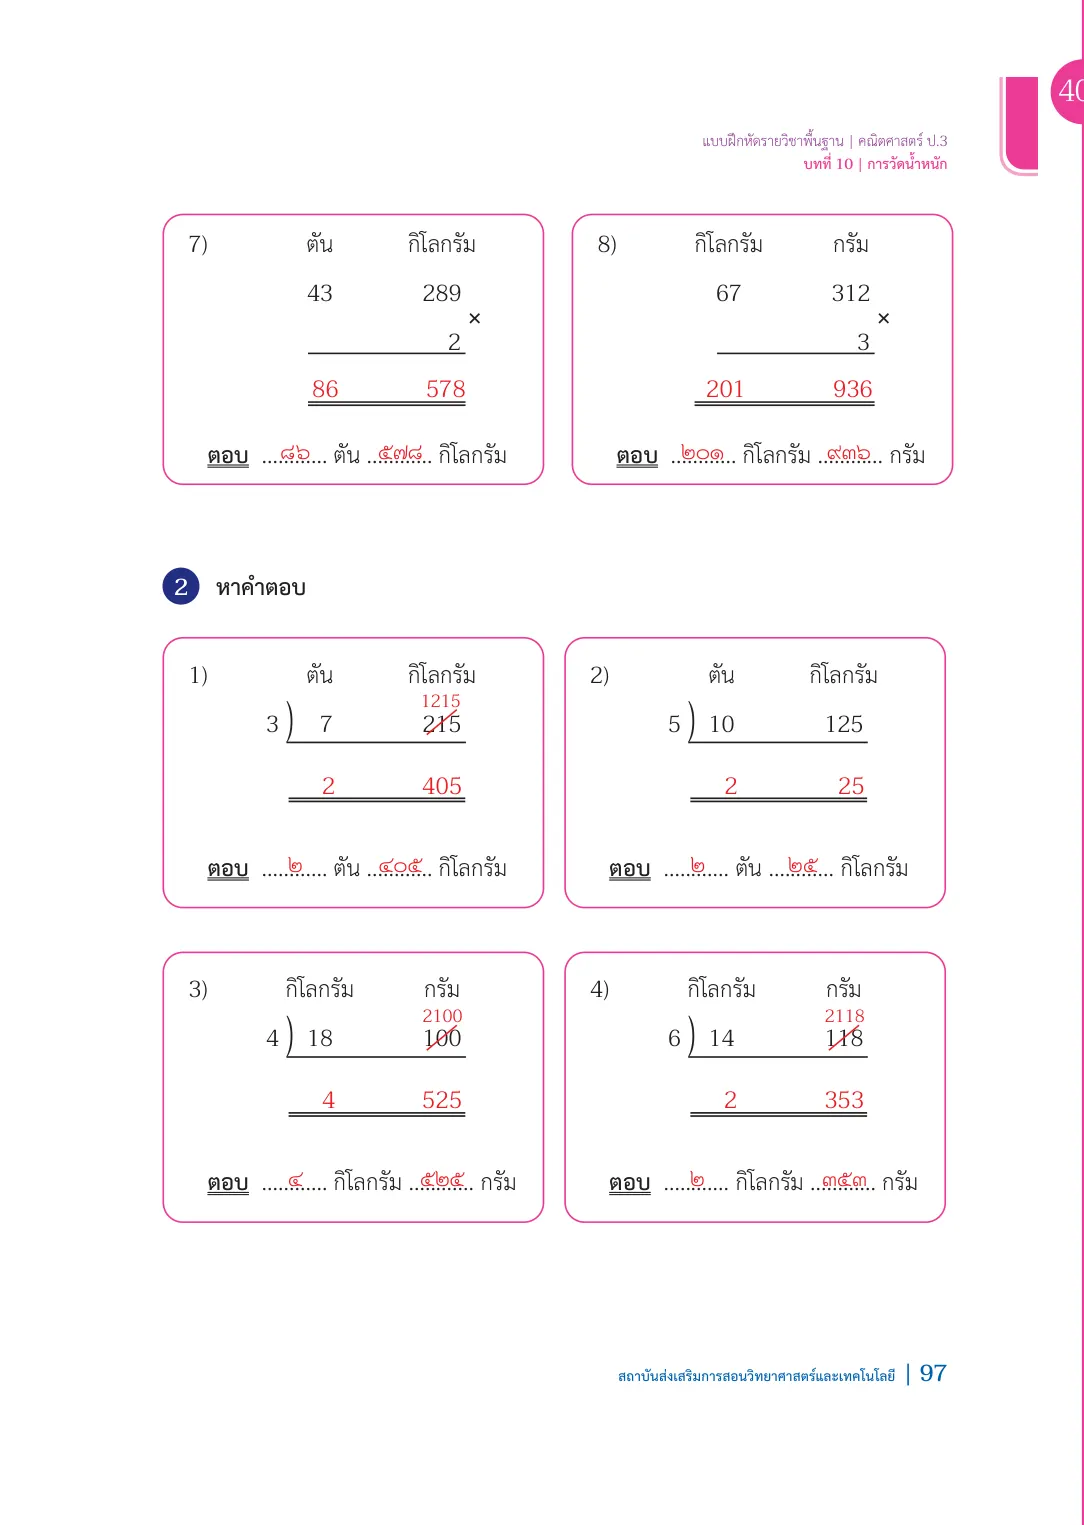 40
แบบฝึกหัดรายวิชาพื้นฐาน | คณิตศาสตร์ ป.3
บทที่ 10 | การวัดน้ำหนัก
7) ตัน กิโลกรัม
43 289
×
2
86 578
ตอบ ............ ๘๖ ตัน ............ ๕๗๘ กิโลกรัม
8) กิโลกรัม กรัม
67 312
×
3
201 936
ตอบ ............ ๒๐๑ กิโลกรัม ............ ๙๓๖ กรัม
2 หาคำตอบ
1) ตัน กิโลกรัม
1215
3 ) 7 215
2 405
ตอบ ............ ๒ ตัน ............ ๔๐๕ กิโลกรัม
2) ตัน กิโลกรัม
5 ) 10 125
2 25
ตอบ ............ ๒ ตัน ............ ๒๕ กิโลกรัม
3) กิโลกรัม กรัม
2100
4 ) 18 100
4 525
ตอบ ............ ๔ กิโลกรัม ............ ๕๒๕ กรัม
4) กิโลกรัม กรัม
2118
6 ) 14 118
2 353
ตอบ ............ ๒ กิโลกรัม ............ ๓๕๓ กรัม
สถาบันส่งเสริมการสอนวิทยาศาสตร์และเทคโนโลยี | 97